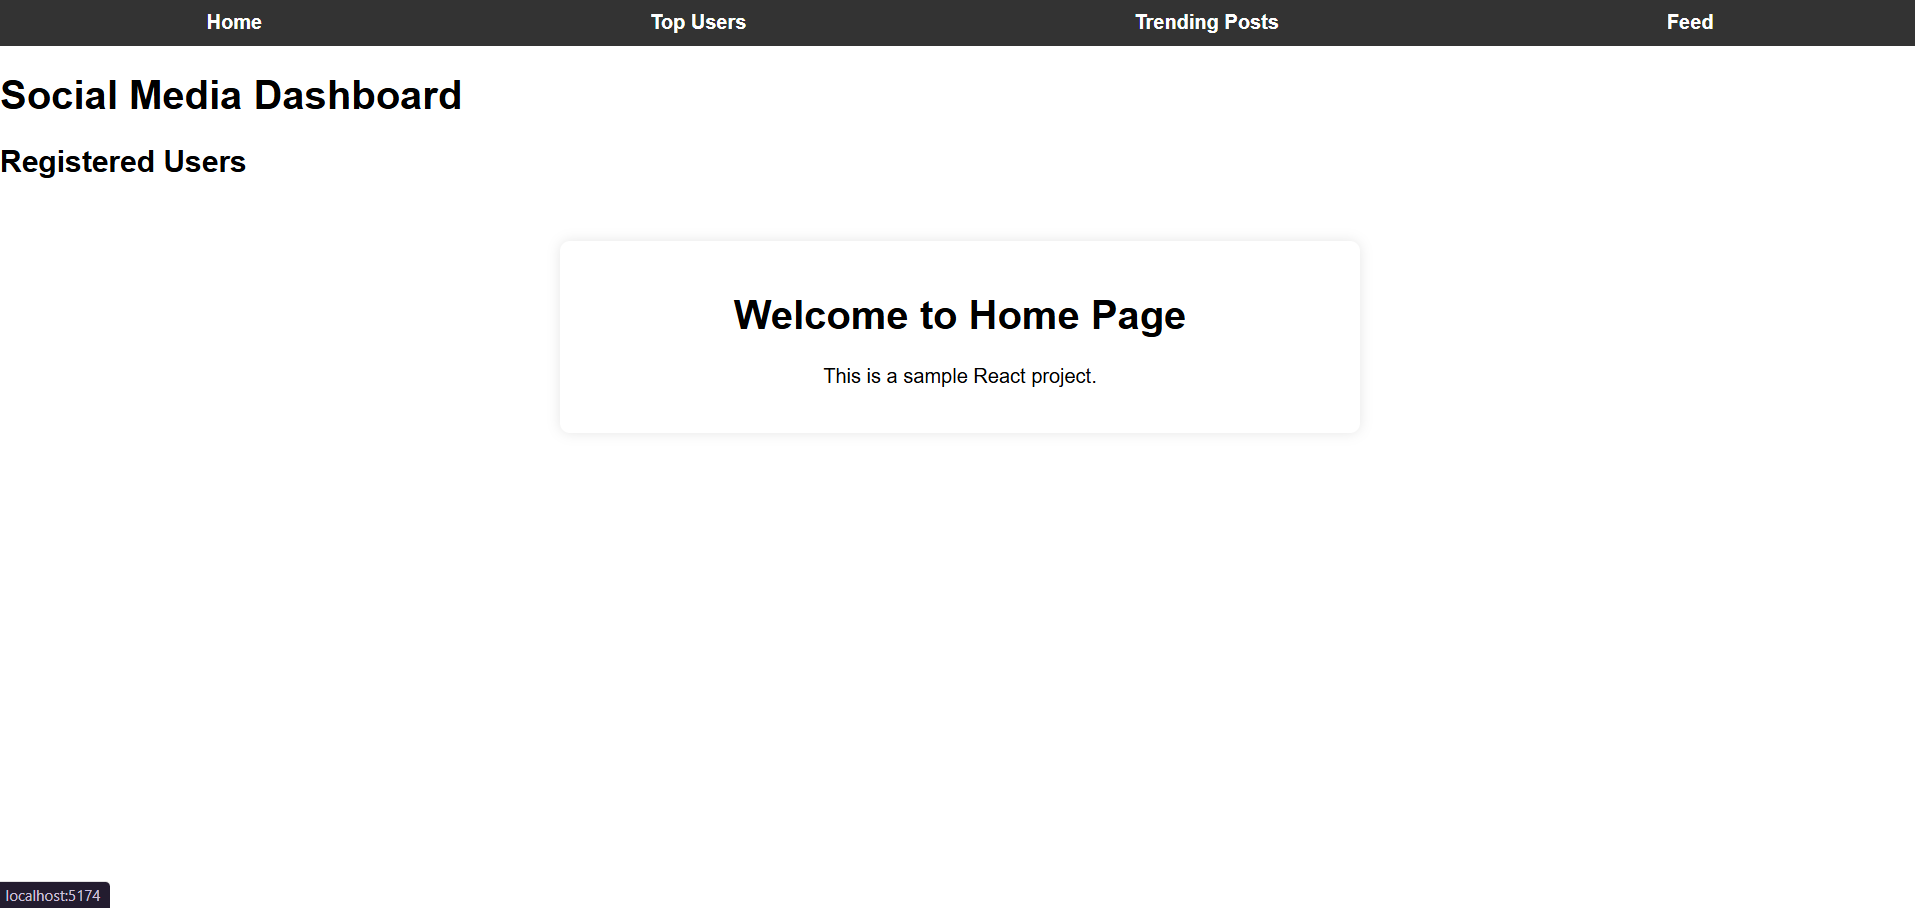 Home Top Users Trending Posts Feed
Social Media Dashboard
Registered Users
Welcome to Home Page
This is a sample React project.
localhost:5174